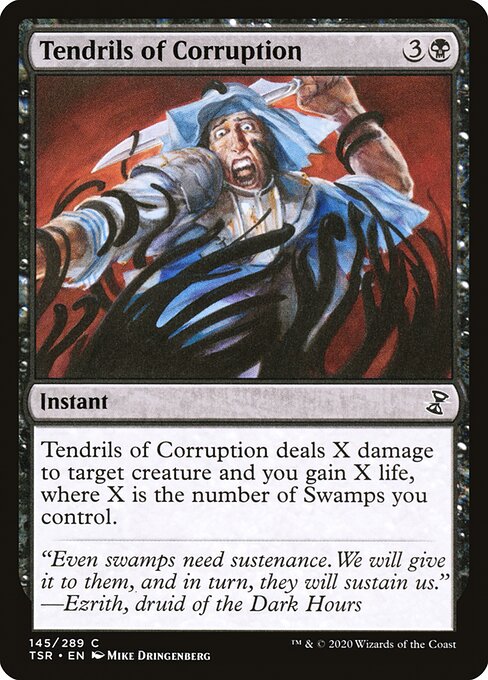 Tendrils of Corruption 3
Instant
Tendrils of Corruption deals X damage
to target creature and you gain X life,
where X is the number of Swamps you
control.
“Even swamps need sustenance. We will give
it to them, and in turn, they will sustain us.”
—Ezrith, druid of the Dark Hours
145/289 C
TSR • EN Mike Dringenberg
™ & © 2020 Wizards of the Coast